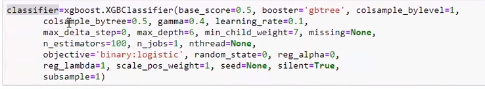 classifier=xgboost.XGBClassifier(base_score=0.5, booster='gbtree', colsample_bylevel=1,
colsample_bytree=0.5, gamma=0.4, learning_rate=0.1,
max_delta_step=0, max_depth=6, min_child_weight=7, missing=None,
n_estimators=100, n_jobs=1, nthread=None,
objective='binary:logistic', random_state=0, reg_alpha=0,
reg_lambda=1, scale_pos_weight=1, seed=None, silent=True,
subsample=1)